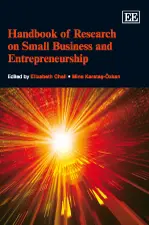 EE
Handbook of Research
on Small Business and
Entrepreneurship
Edited by Elizabeth Chell • Mine Karataş-Özkan